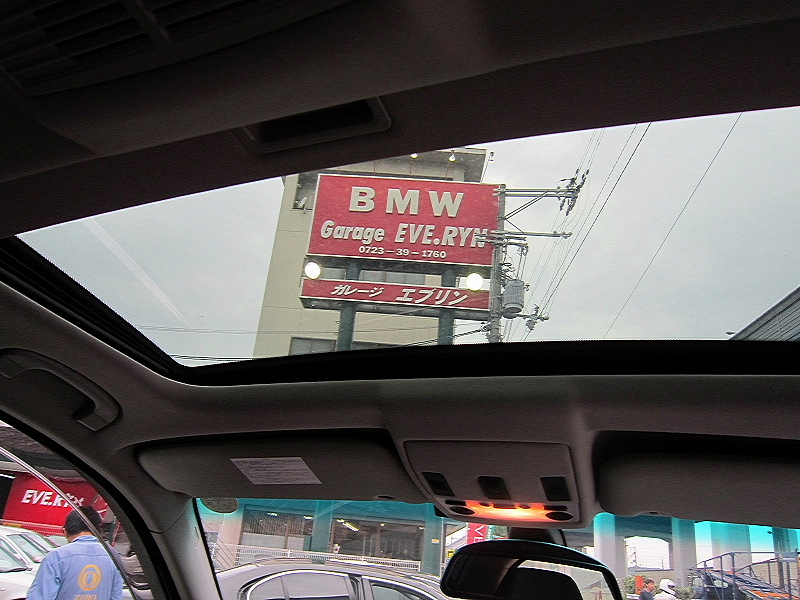 BMW
Garage EVE.RYN
0723-39-1760
ガレージ エブリン
EVE.RYN